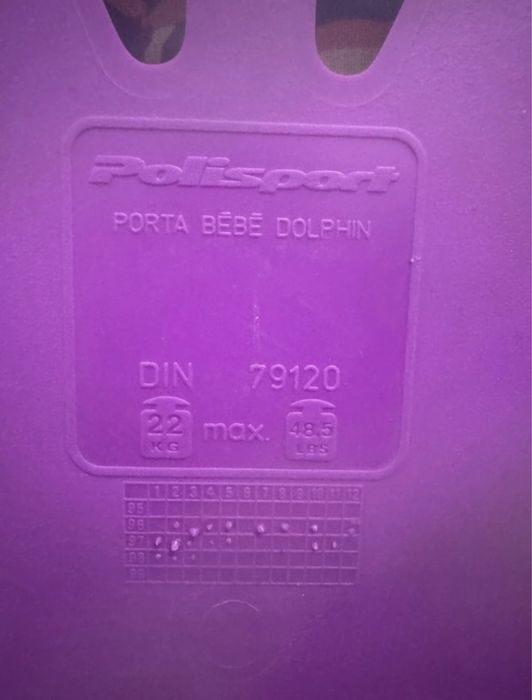 Polisport
PORTA BĒBĒ DOLPHIN
DIN 79120
22 KG max. 48.5 LBS
1 2 3 4 5 6 7 8 9 10 11 12
95
96
97
98
99